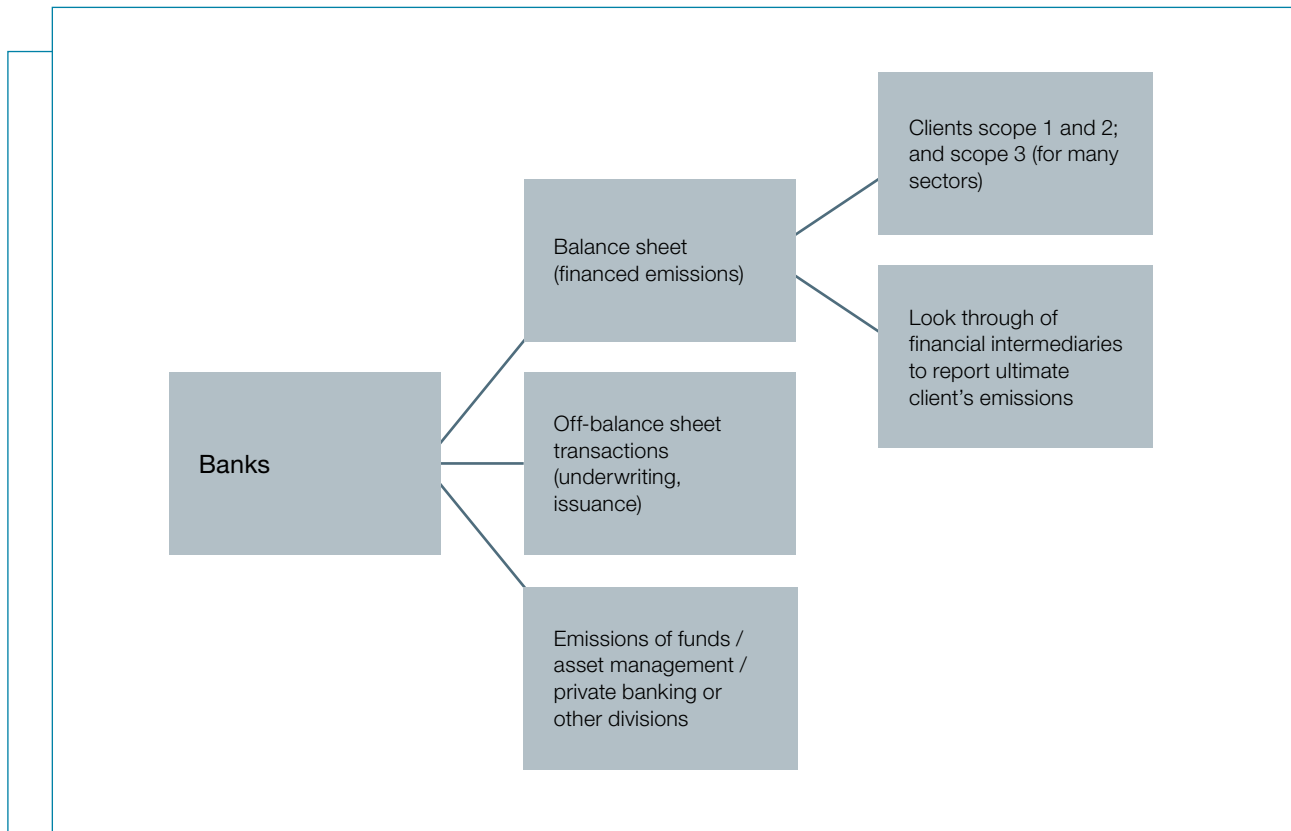 Banks
Balance sheet
(financed emissions)
Clients scope 1 and 2;
and scope 3 (for many
sectors)
Look through of
financial intermediaries
to report ultimate
client’s emissions
Off-balance sheet
transactions
(underwriting,
issuance)
Emissions of funds /
asset management /
private banking or
other divisions